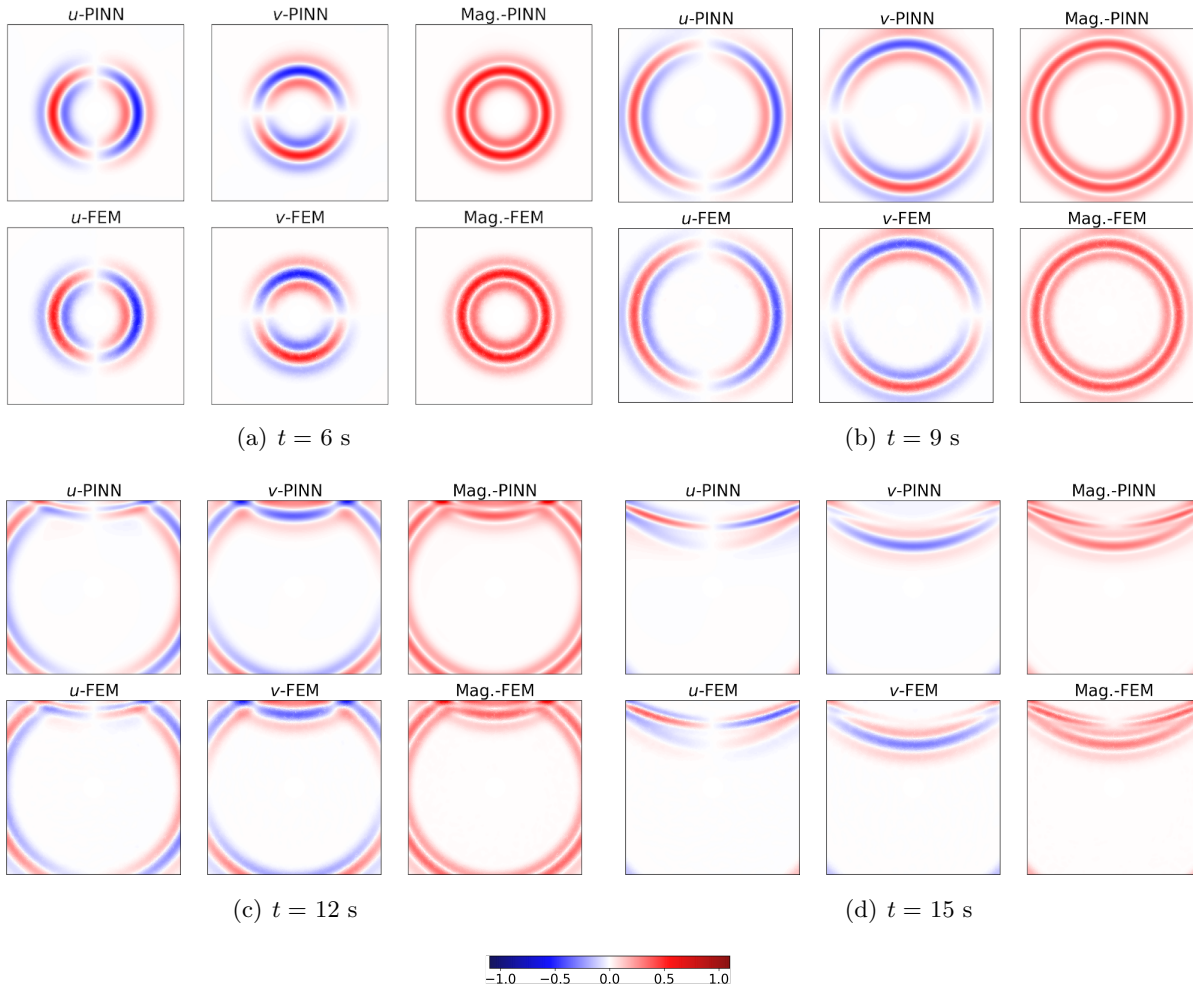 u-PINN v-PINN Mag.-PINN
u-FEM v-FEM Mag.-FEM
(a) t = 6 s
u-PINN v-PINN Mag.-PINN
u-FEM v-FEM Mag.-FEM
(b) t = 9 s
u-PINN v-PINN Mag.-PINN
u-FEM v-FEM Mag.-FEM
(c) t = 12 s
u-PINN v-PINN Mag.-PINN
u-FEM v-FEM Mag.-FEM
(d) t = 15 s
−1.0 −0.5 0.0 0.5 1.0